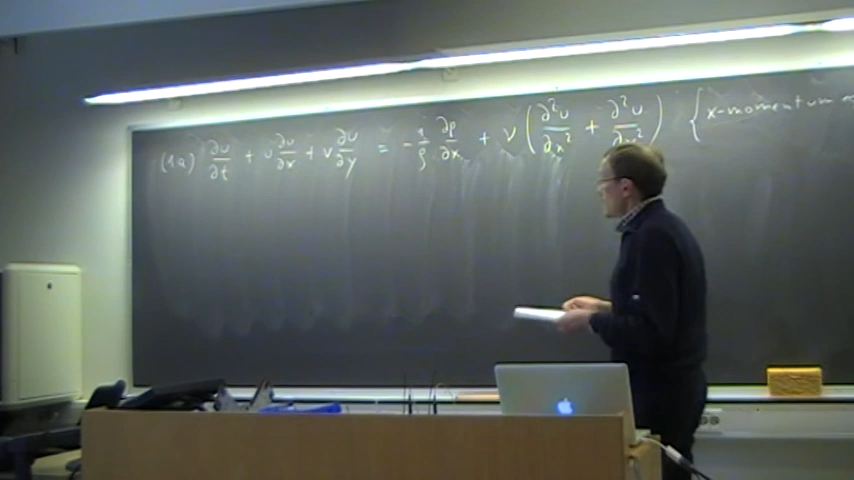 (1a) ∂u/∂t + u ∂u/∂x + v ∂u/∂y = - 1/ρ ∂p/∂x + ν (∂²u/∂x² + ∂²u/∂y²) { x-momentum